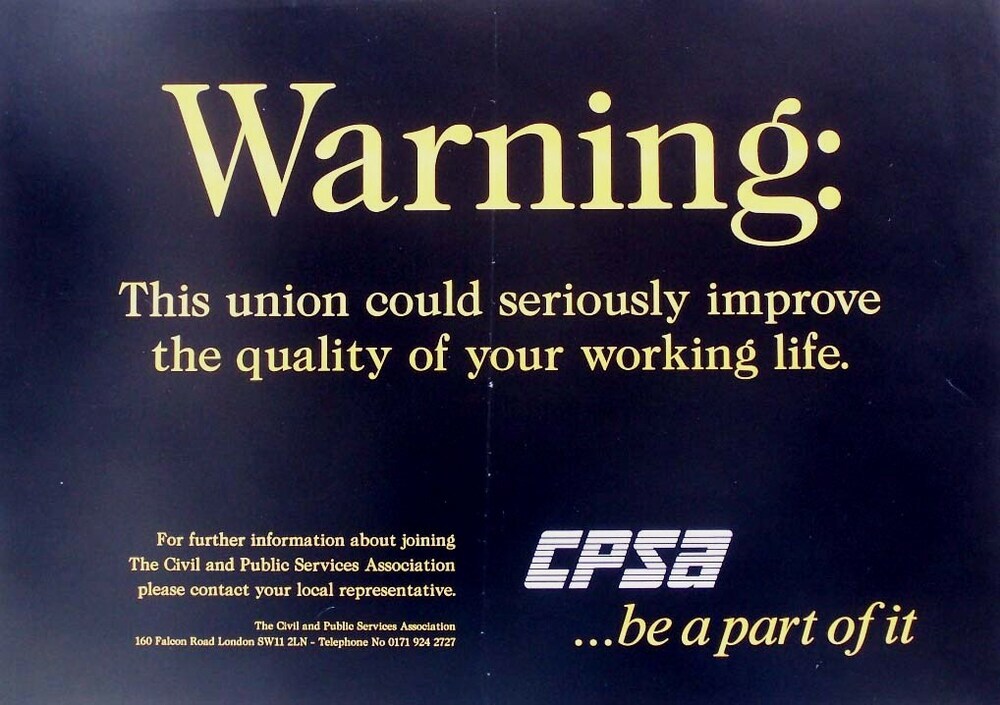 Warning:
This union could seriously improve
the quality of your working life.
For further information about joining
The Civil and Public Services Association
please contact your local representative.
The Civil and Public Services Association
160 Falcon Road London SW11 2LN - Telephone No 0171 924 2727
CPSA
...be a part of it